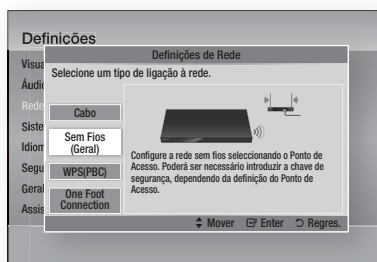 Definições
Definições de Rede
Visua
Selecione um tipo de ligação à rede.
Áudio
Rede
Cabo
Siste
Sem Fios
(Geral)
Idiom
Configure a rede sem fios seleccionando o Ponto de
Acesso. Poderá ser necessário introduzir a chave de
segurança, dependendo da definição do Ponto de
Acesso.
Segu
WPS(PBC)
Geral
One Foot
Connection
Assis
Mover Enter Regres.